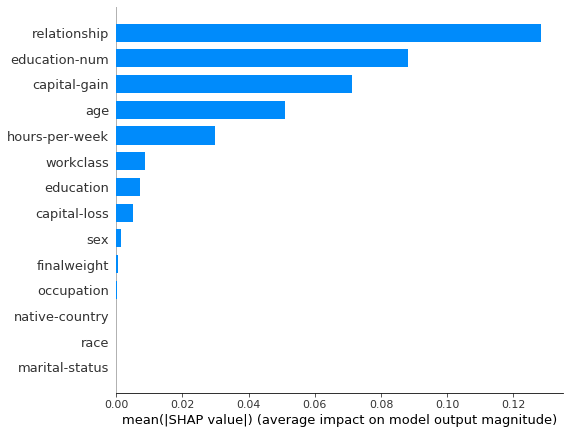 relationship
education-num
capital-gain
age
hours-per-week
workclass
education
capital-loss
sex
finalweight
occupation
native-country
race
marital-status
0.00 0.02 0.04 0.06 0.08 0.10 0.12
mean(|SHAP value|) (average impact on model output magnitude)